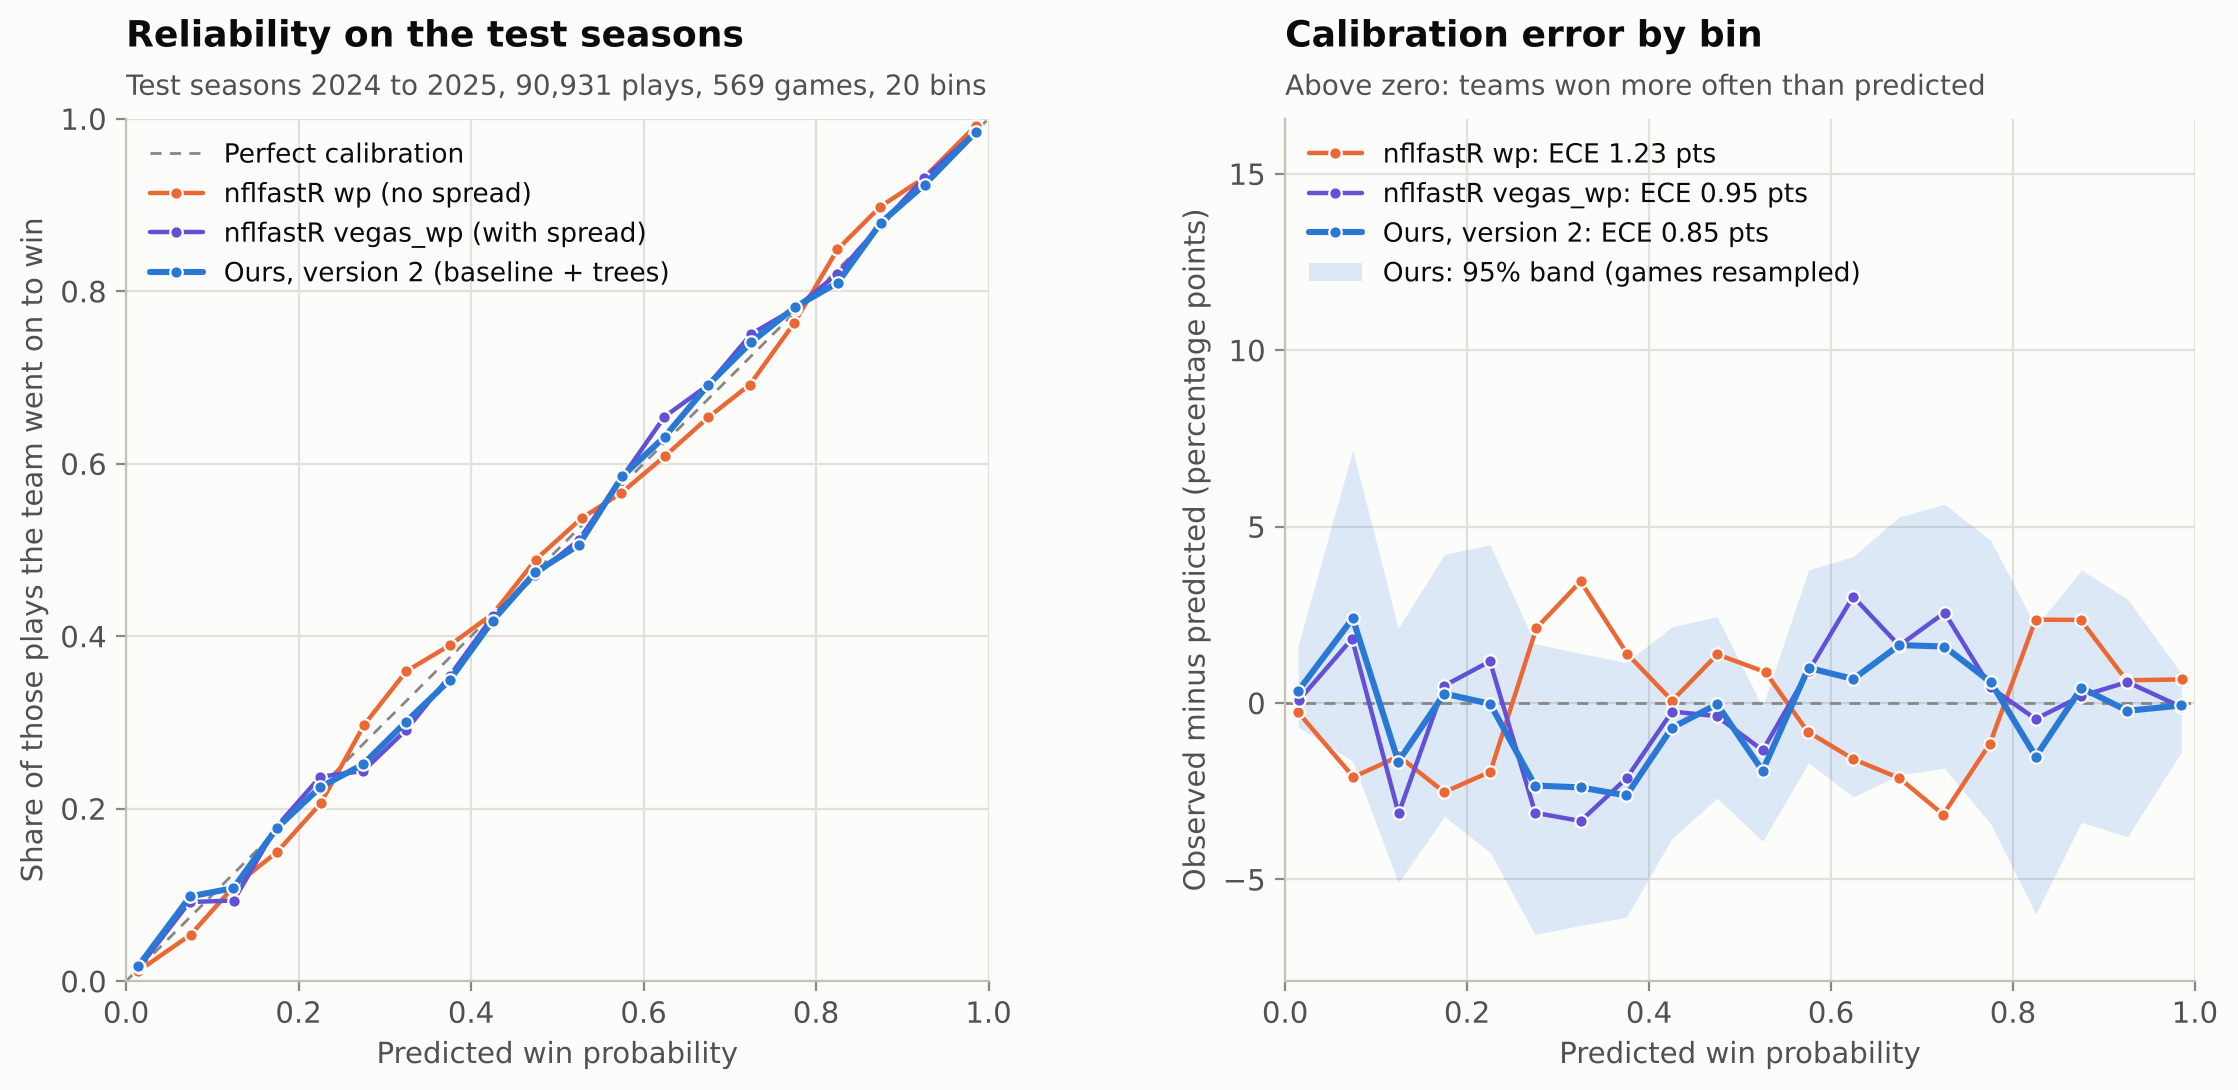 Reliability on the test seasons
Test seasons 2024 to 2025, 90,931 plays, 569 games, 20 bins
Perfect calibration
nflfastR wp (no spread)
nflfastR vegas_wp (with spread)
Ours, version 2 (baseline + trees)
Share of those plays the team went on to win
1.0
0.8
0.6
0.4
0.2
0.0
0.0 0.2 0.4 0.6 0.8 1.0
Predicted win probability
Calibration error by bin
Above zero: teams won more often than predicted
nflfastR wp: ECE 1.23 pts
nflfastR vegas_wp: ECE 0.95 pts
Ours, version 2: ECE 0.85 pts
Ours: 95% band (games resampled)
Observed minus predicted (percentage points)
15
10
5
0
−5
0.0 0.2 0.4 0.6 0.8 1.0
Predicted win probability